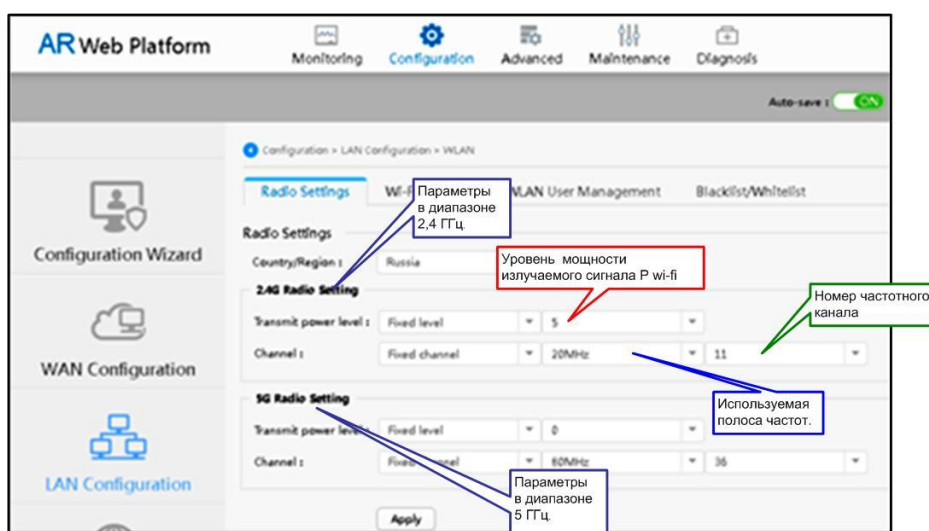 AR Web Platform
Monitoring
Configuration
Advanced
Maintenance
Diagnosis
Auto-save :
ON
Configuration > LAN Configuration > WLAN
Radio Settings
Wi-F
WLAN User Management
Blacklist/Whitelist
Параметры
в диапазоне
2,4 ГГц.
Configuration Wizard
Radio Settings
Country/Region :
Russia
Уровень мощности
излучаемого сигнала P wi-fi
2.4G Radio Setting
Номер частотного
канала
Transmit power level :
Fixed level
5
Channel :
Fixed channel
20MHz
11
WAN Configuration
5G Radio Setting
Используемая
полоса частот.
Transmit power level :
Fixed level
0
Channel :
Fixed channel
80MHz
36
LAN Configuration
Параметры
в диапазоне
5 ГГц.
Apply